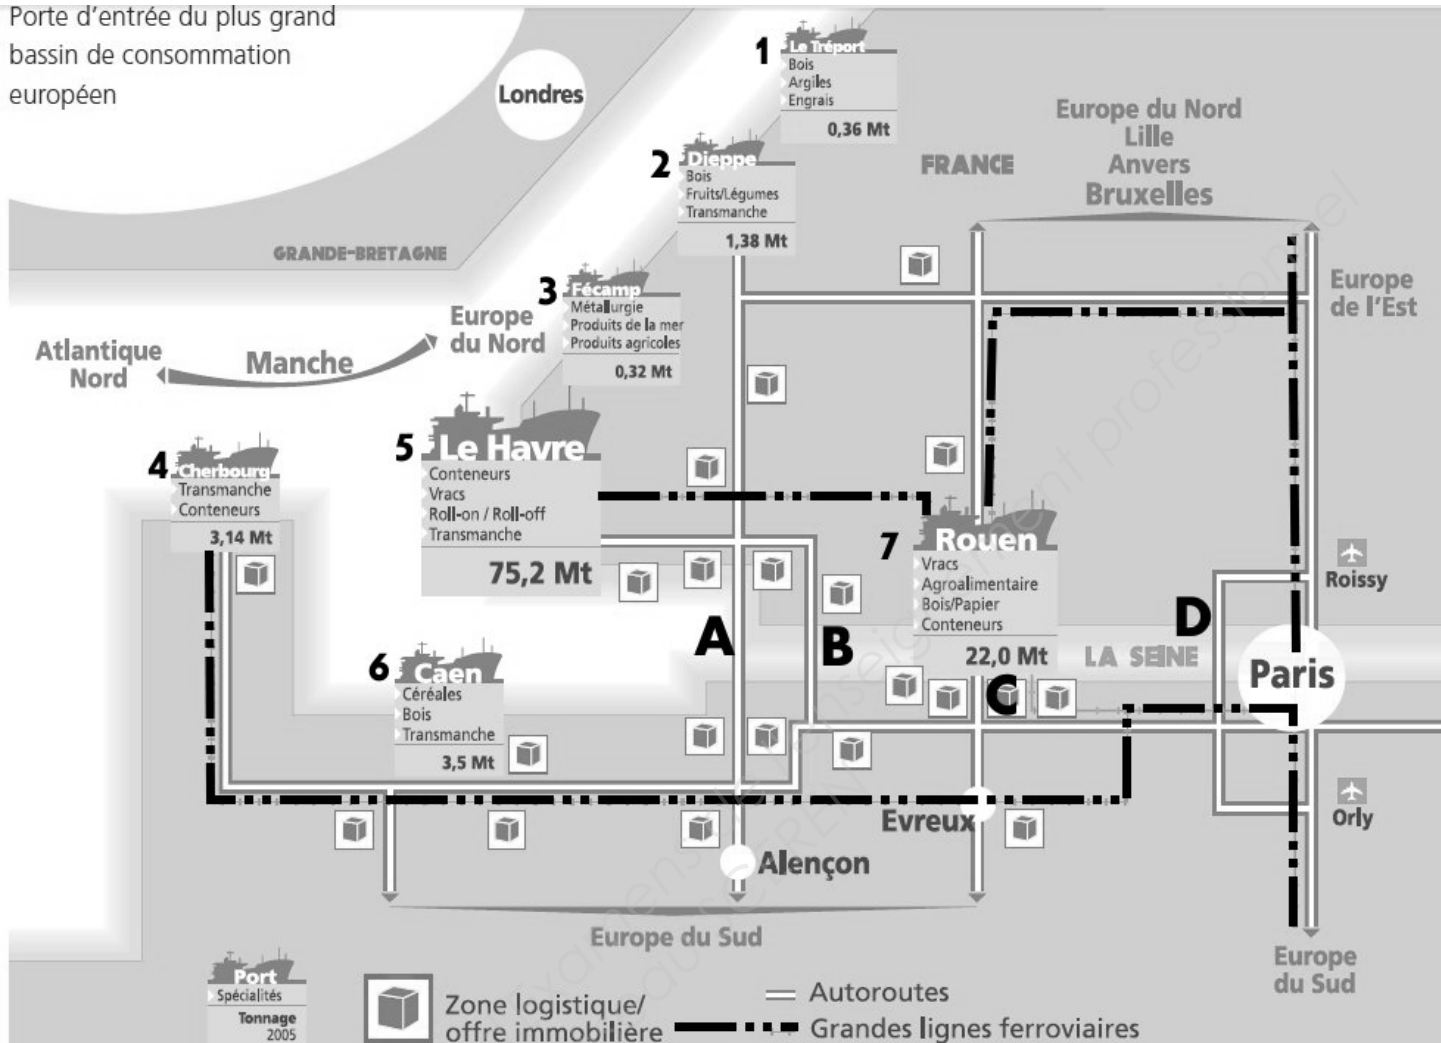 Porte d'entrée du plus grand
bassin de consommation
européen
Londres
GRANDE-BRETAGNE
1
Le Tréport
Bois
Argiles
Engrais
0,36 Mt
2
Dieppe
Bois
Fruits/Légumes
Transmanche
1,38 Mt
FRANCE
Europe du Nord
Lille
Anvers
Bruxelles
3
Fécamp
Métallurgie
Produits de la mer
Produits agricoles
0,32 Mt
Europe
de l'Est
Atlantique
Nord
Manche
Europe
du Nord
4
Cherbourg
Transmanche
Conteneurs
3,14 Mt
5
Le Havre
Conteneurs
Vracs
Roll-on / Roll-off
Transmanche
75,2 Mt
7
Rouen
Vracs
Agroalimentaire
Bois/Papier
Conteneurs
22,0 Mt
Roissy
A
B
C
D
LA SEINE
Paris
6
Caen
Céréales
Bois
Transmanche
3,5 Mt
Evreux
Orly
Alençon
Europe du Sud
Europe
du Sud
Port
Spécialités
Tonnage
2005
Zone logistique/
offre immobilière
Autoroutes
Grandes lignes ferroviaires